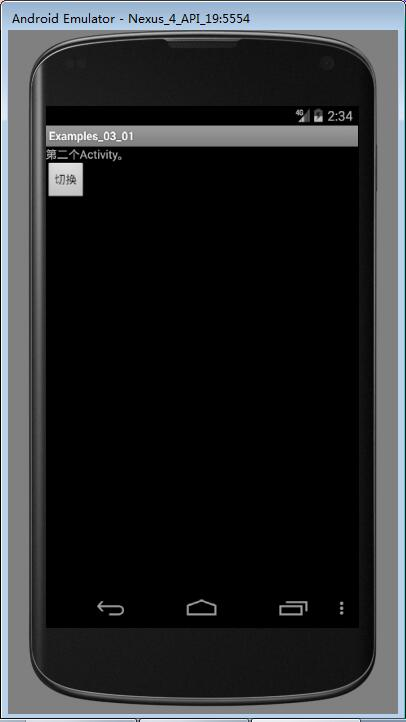 Android Emulator - Nexus_4_API_19:5554
4G 2:34
Examples_03_01
第二个Activity。
切换